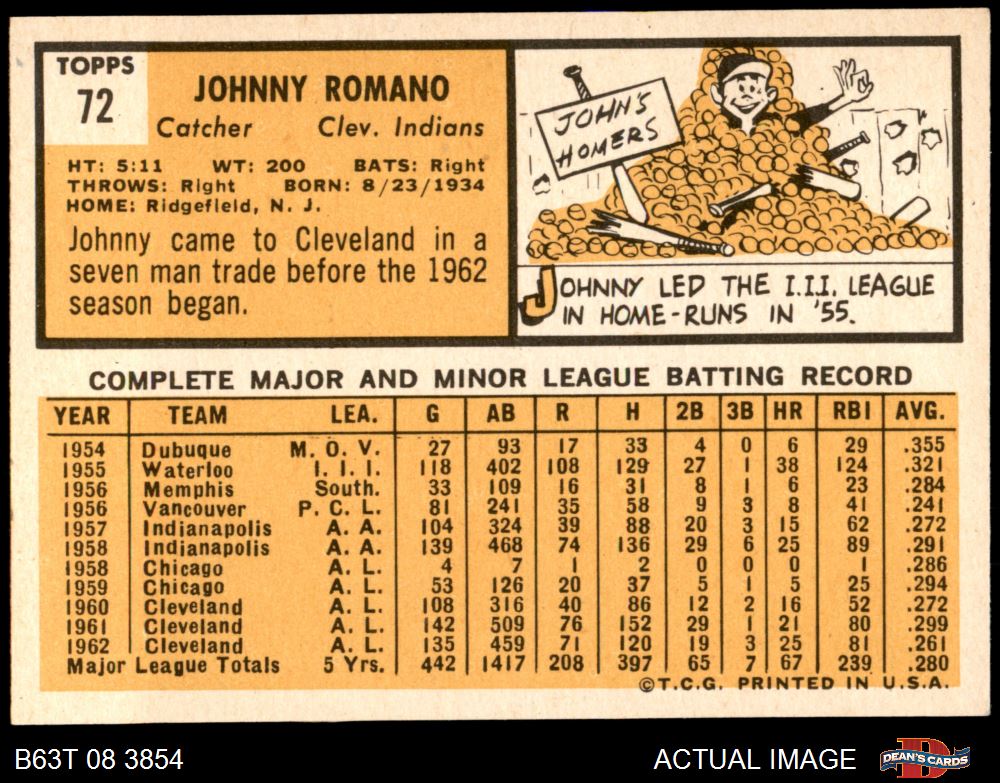 TOPPS
72
JOHNNY ROMANO
Catcher Clev. Indians
HT: 5:11 WT: 200 BATS: Right
THROWS: Right BORN: 8/23/1934
HOME: Ridgefield, N. J.
Johnny came to Cleveland in a
seven man trade before the 1962
season began.
JOHN'S
HOMERS
JOHNNY LED THE I.I.I. LEAGUE
IN HOME-RUNS IN '55.
COMPLETE MAJOR AND MINOR LEAGUE BATTING RECORD
YEAR TEAM LEA. G AB R H 2B 3B HR RBI AVG.
1954 Dubuque M. O. V. 27 93 17 33 4 0 6 29 .355
1955 Waterloo I. I. I. 118 402 108 129 27 1 38 124 .321
1956 Memphis South. 33 109 16 31 8 1 6 23 .284
1956 Vancouver P. C. L. 81 241 35 58 9 3 8 41 .241
1957 Indianapolis A. A. 104 324 39 88 20 3 15 62 .272
1958 Indianapolis A. A. 139 468 74 136 29 6 25 89 .291
1958 Chicago A. L. 4 7 1 2 0 0 0 1 .286
1959 Chicago A. L. 53 126 20 37 5 1 5 25 .294
1960 Cleveland A. L. 108 316 40 86 12 2 16 52 .272
1961 Cleveland A. L. 142 509 76 152 29 1 21 80 .299
1962 Cleveland A. L. 135 459 71 120 19 3 25 81 .261
Major League Totals 5 Yrs. 442 1417 208 397 65 7 67 239 .280
©T.C.G. PRINTED IN U.S.A.
B63T 08 3854 ACTUAL IMAGE DEAN'S CARDS